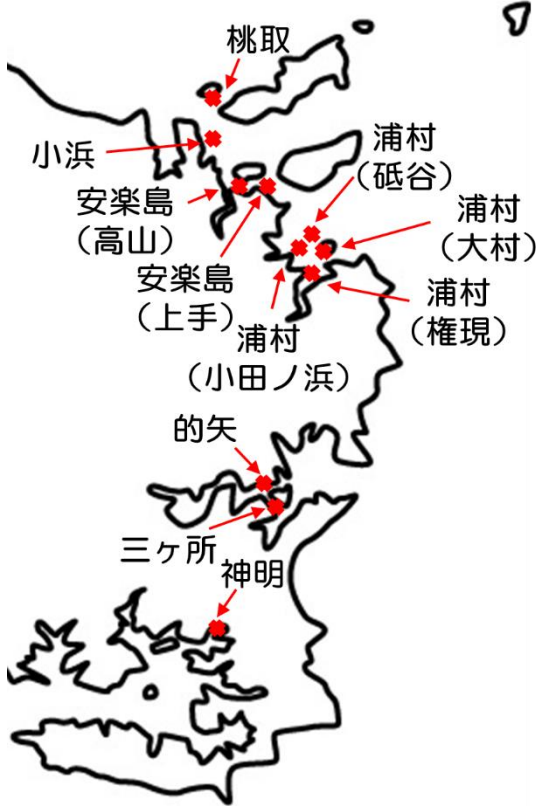 桃取
小浜
浦村
（砥谷）
安楽島
（高山）
浦村
（大村）
安楽島
（上手）
浦村
（権現）
浦村
（小田ノ浜）
的矢
三ヶ所
神明